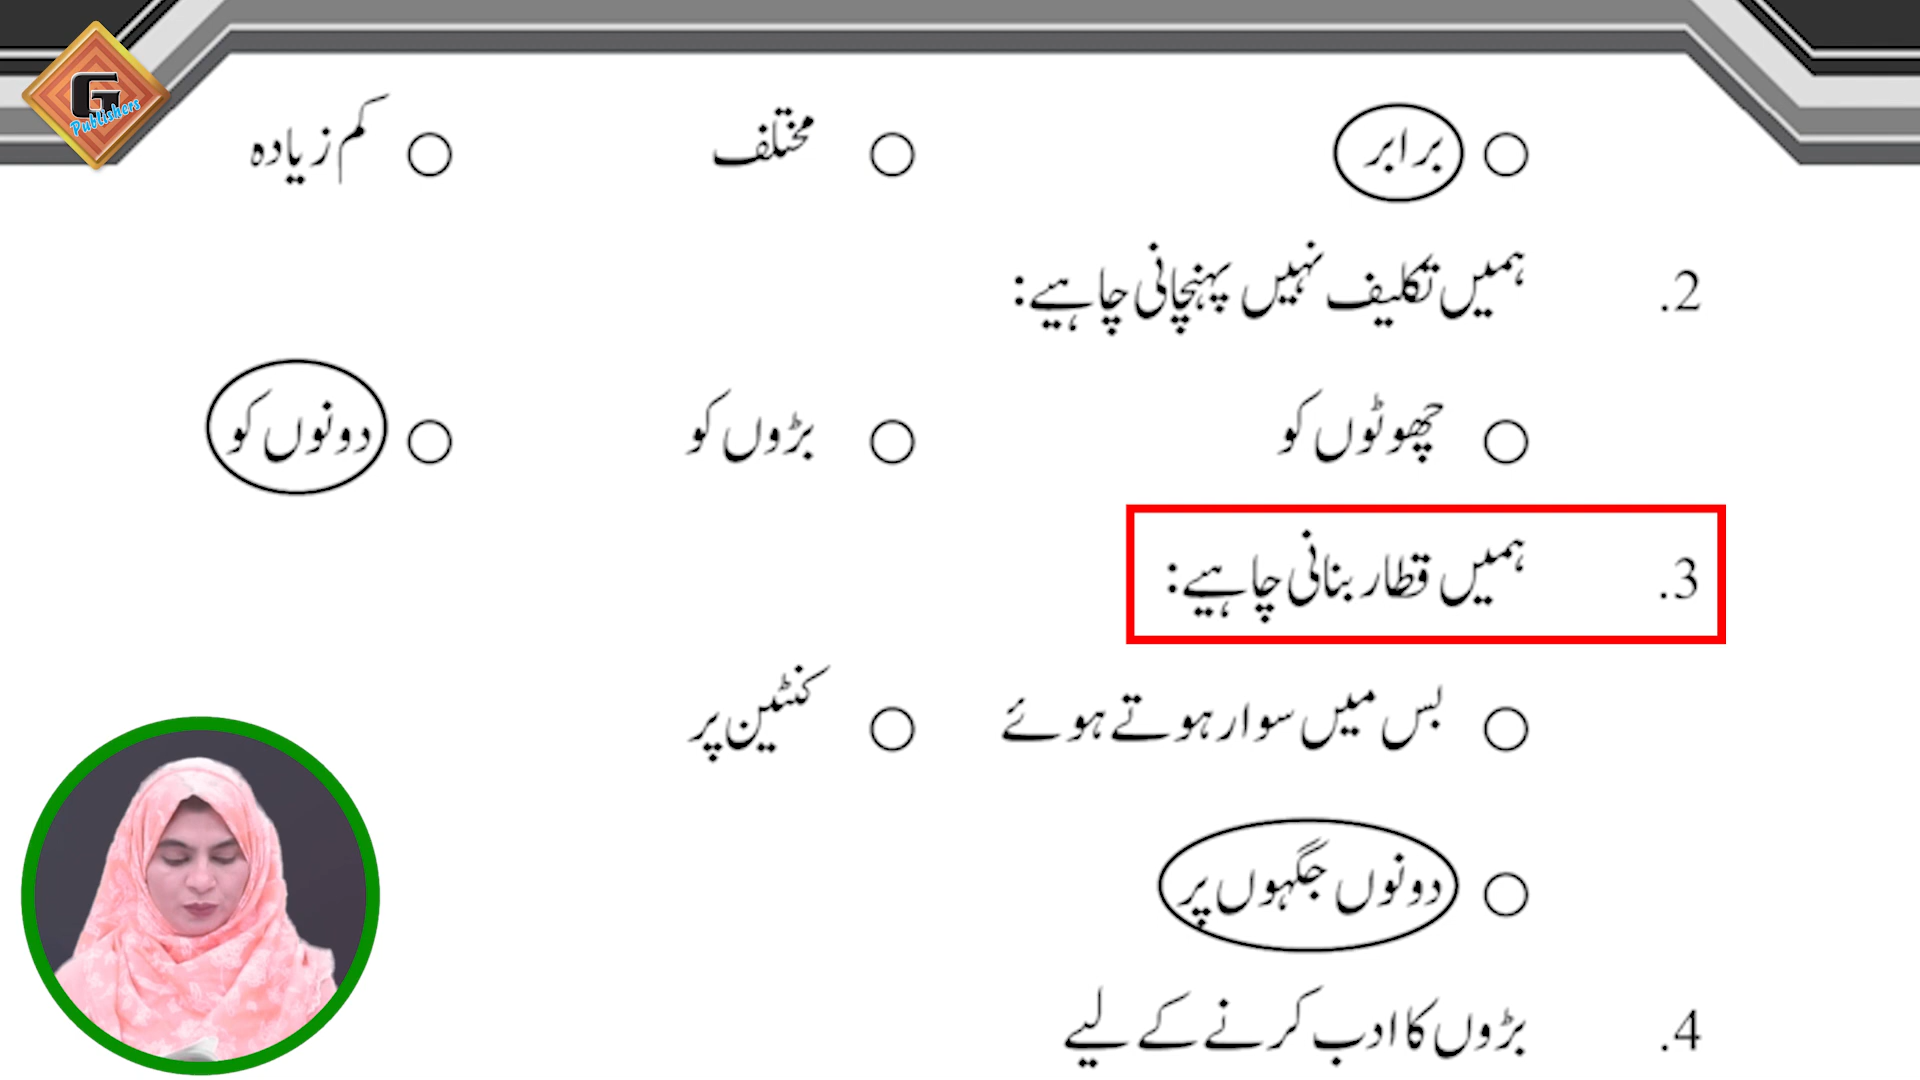 G
Publishers
برابر مختلف کم زیادہ
2. ہمیں تکلیف نہیں پہنچانی چاہیے:
چھوٹوں کو بڑوں کو دونوں کو
3. ہمیں قطار بنانی چاہیے:
بس میں سوار ہوتے ہوئے کنٹین پر
دونوں جگہوں پر
4. بڑوں کا ادب کرنے کے لیے